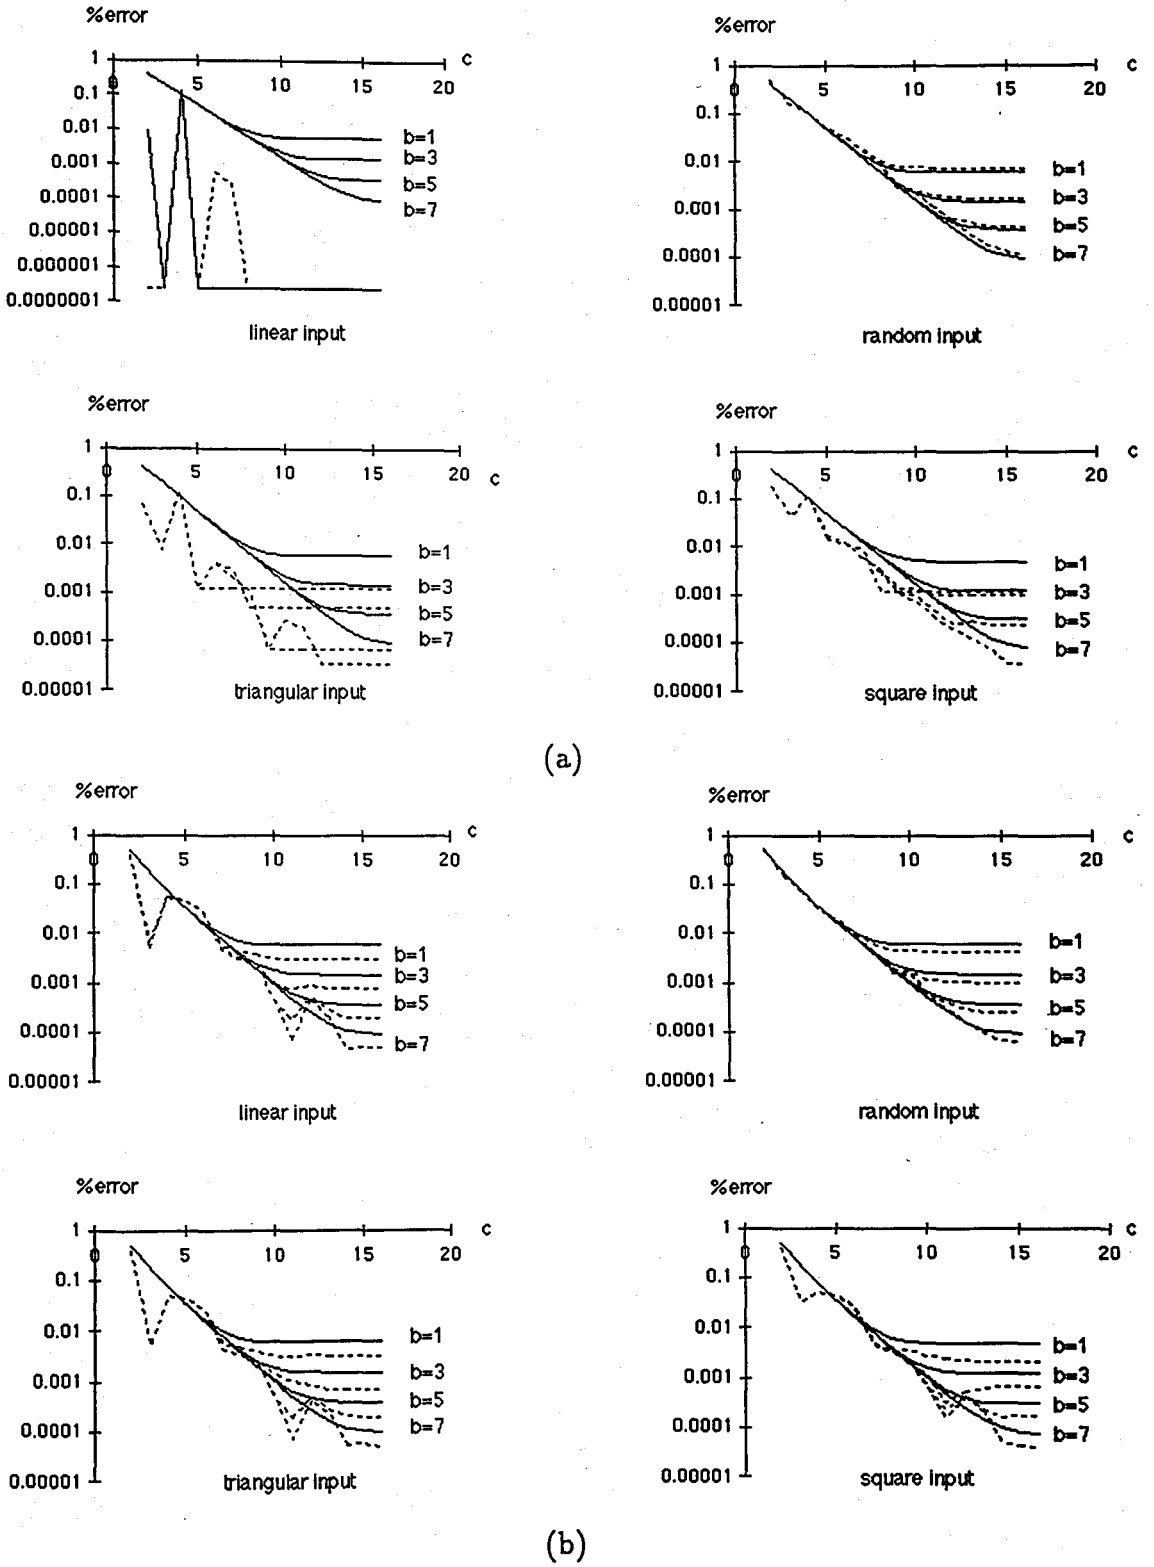 %error
1
0.1
0.01
0.001
0.0001
0.00001
0.000001
0.0000001
0
5
10
15
20
c
b=1
b=3
b=5
b=7
linear input
%error
1
0.1
0.01
0.001
0.0001
0.00001
0
5
10
15
20
c
b=1
b=3
b=5
b=7
random input
%error
1
0.1
0.01
0.001
0.0001
0.00001
0
5
10
15
20
c
b=1
b=3
b=5
b=7
triangular input
%error
1
0.1
0.01
0.001
0.0001
0.00001
0
5
10
15
20
c
b=1
b=3
b=5
b=7
square input
(a)
%error
1
0.1
0.01
0.001
0.0001
0.00001
0
5
10
15
20
c
b=1
b=3
b=5
b=7
linear input
%error
1
0.1
0.01
0.001
0.0001
0.00001
0
5
10
15
20
c
b=1
b=3
b=5
b=7
random input
%error
1
0.1
0.01
0.001
0.0001
0.00001
0
5
10
15
20
c
b=1
b=3
b=5
b=7
triangular input
%error
1
0.1
0.01
0.001
0.0001
0.00001
0
5
10
15
20
c
b=1
b=3
b=5
b=7
square input
(b)